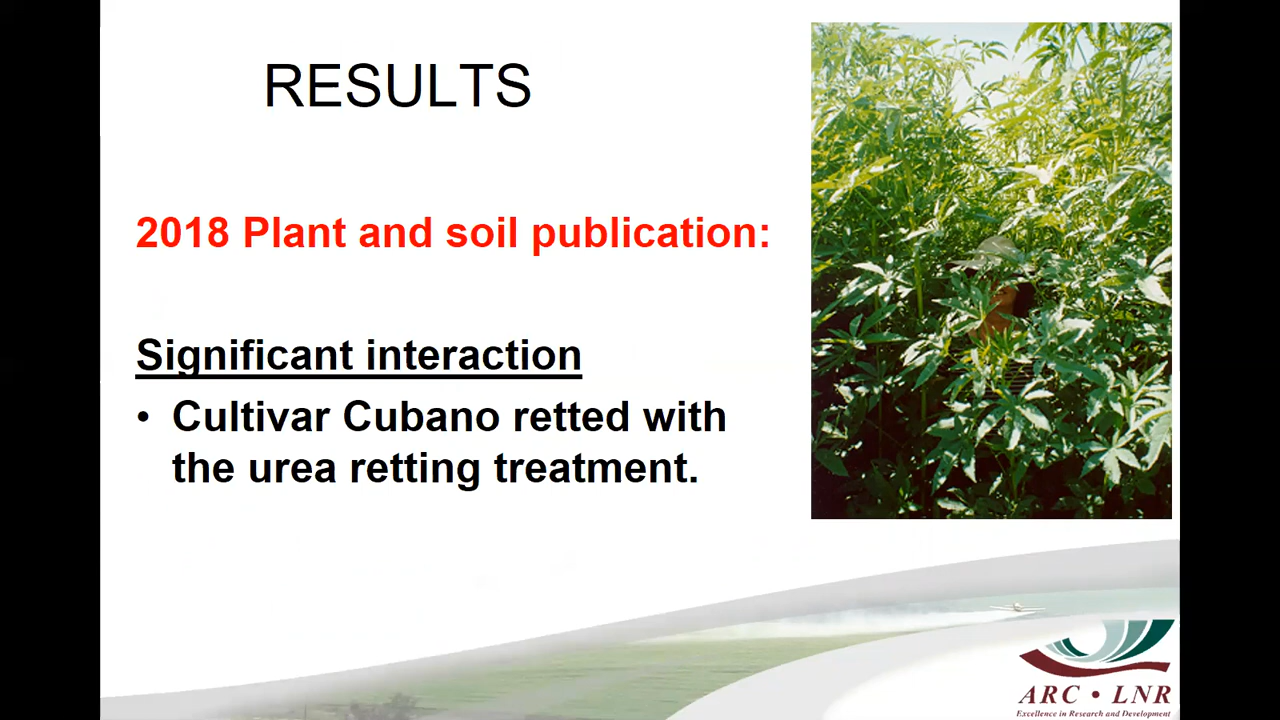 RESULTS
2018 Plant and soil publication:
Significant interaction
• Cultivar Cubano retted with
the urea retting treatment.
ARC • LNR
Excellence in Research and Development